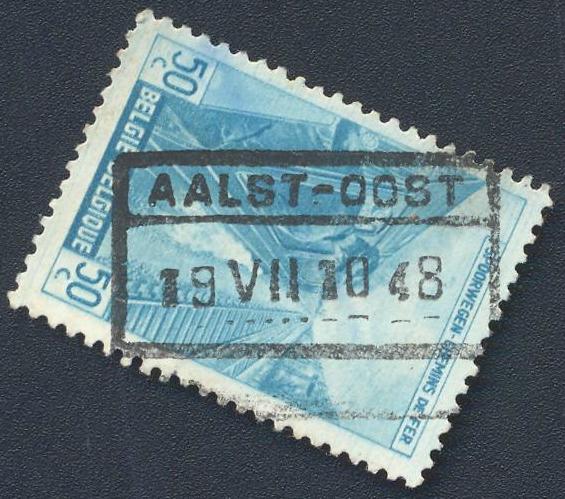 50
C
BELGIE-BELGIQUE
50
C
AALST-OOST
19 VII 10 48
SPOORWEGEN-CHEMINS DE FER